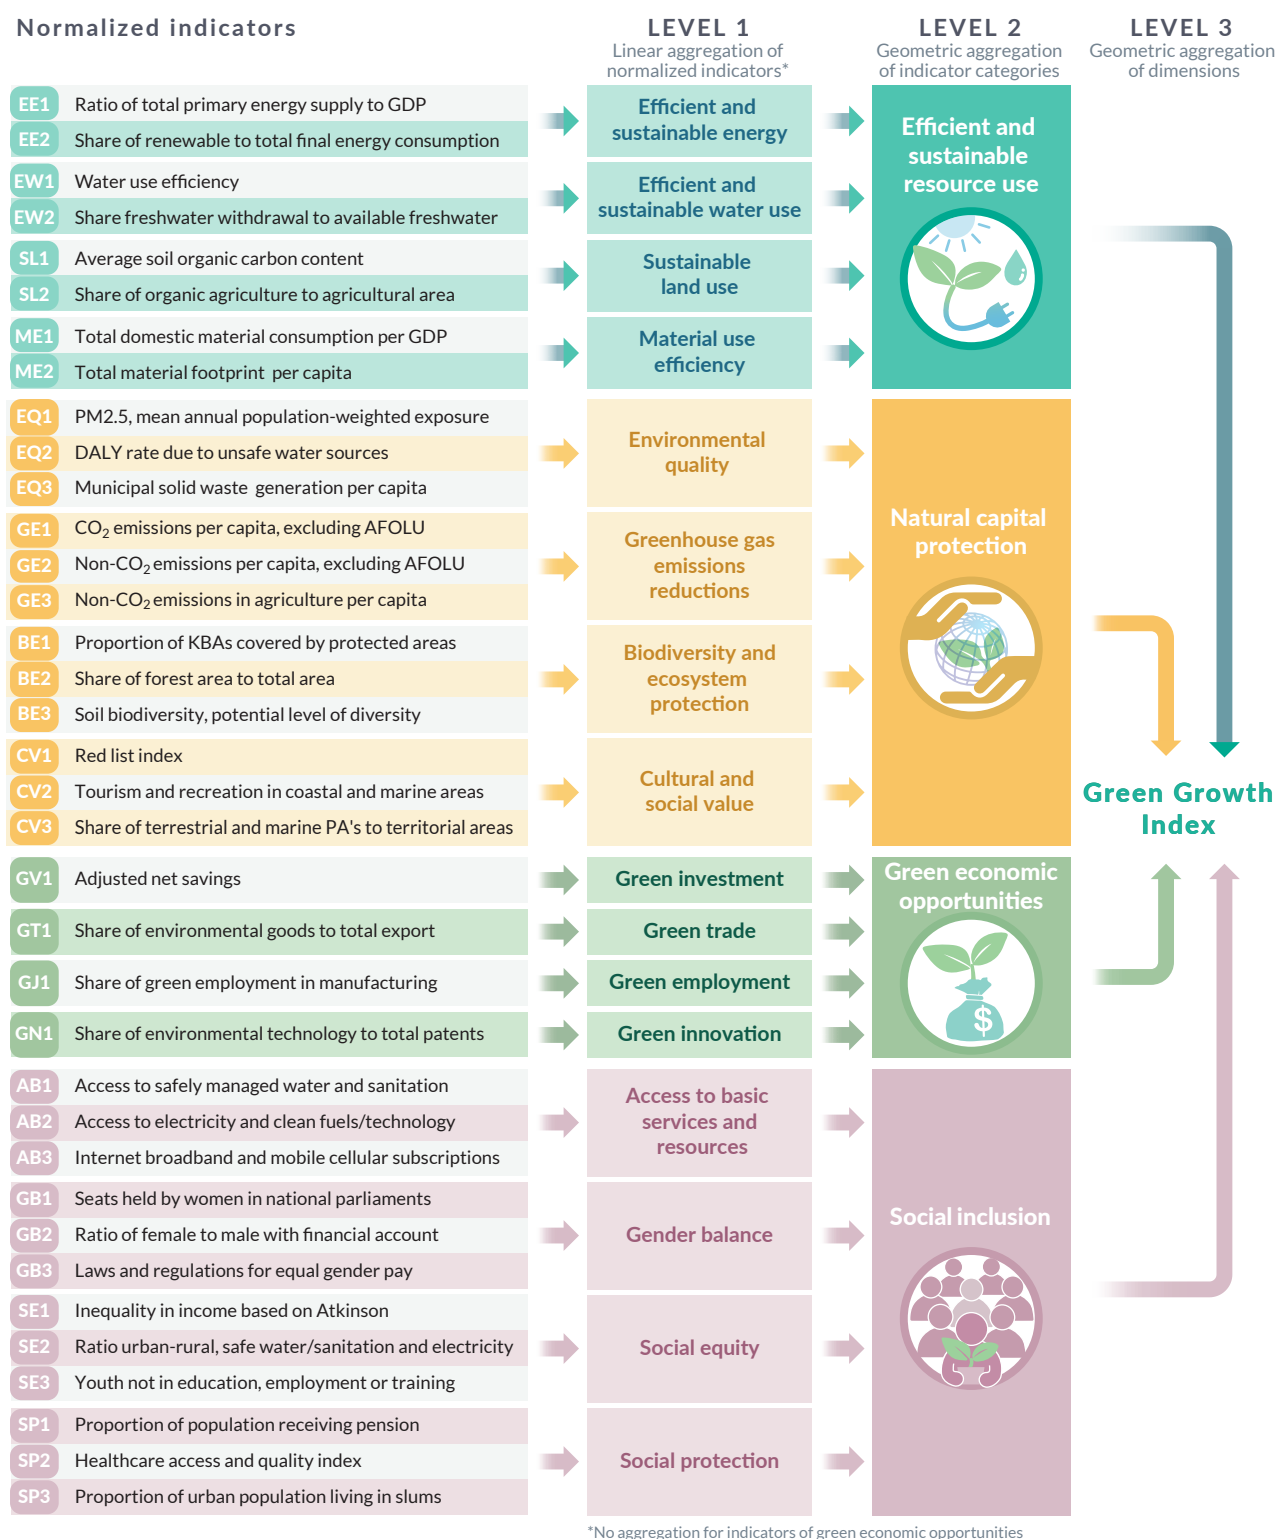 Normalized indicators
LEVEL 1
Linear aggregation of
normalized indicators*
LEVEL 2
Geometric aggregation
of indicator categories
LEVEL 3
Geometric aggregation
of dimensions
EE1 Ratio of total primary energy supply to GDP
EE2 Share of renewable to total final energy consumption
Efficient and
sustainable energy
EW1 Water use efficiency
EW2 Share freshwater withdrawal to available freshwater
Efficient and
sustainable water use
SL1 Average soil organic carbon content
SL2 Share of organic agriculture to agricultural area
Sustainable
land use
ME1 Total domestic material consumption per GDP
ME2 Total material footprint per capita
Material use
efficiency
Efficient and
sustainable
resource use
EQ1 PM2.5, mean annual population-weighted exposure
EQ2 DALY rate due to unsafe water sources
EQ3 Municipal solid waste generation per capita
Environmental
quality
GE1 CO2 emissions per capita, excluding AFOLU
GE2 Non-CO2 emissions per capita, excluding AFOLU
GE3 Non-CO2 emissions in agriculture per capita
Greenhouse gas
emissions
reductions
BE1 Proportion of KBAs covered by protected areas
BE2 Share of forest area to total area
BE3 Soil biodiversity, potential level of diversity
Biodiversity and
ecosystem
protection
CV1 Red list index
CV2 Tourism and recreation in coastal and marine areas
CV3 Share of terrestrial and marine PA's to territorial areas
Cultural and
social value
Natural capital
protection
Green Growth
Index
GV1 Adjusted net savings
Green investment
GT1 Share of environmental goods to total export
Green trade
GJ1 Share of green employment in manufacturing
Green employment
GN1 Share of environmental technology to total patents
Green innovation
Green economic
opportunities
$
AB1 Access to safely managed water and sanitation
AB2 Access to electricity and clean fuels/technology
AB3 Internet broadband and mobile cellular subscriptions
Access to basic
services and
resources
GB1 Seats held by women in national parliaments
GB2 Ratio of female to male with financial account
GB3 Laws and regulations for equal gender pay
Gender balance
SE1 Inequality in income based on Atkinson
SE2 Ratio urban-rural, safe water/sanitation and electricity
SE3 Youth not in education, employment or training
Social equity
SP1 Proportion of population receiving pension
SP2 Healthcare access and quality index
SP3 Proportion of urban population living in slums
Social protection
Social inclusion
*No aggregation for indicators of green economic opportunities